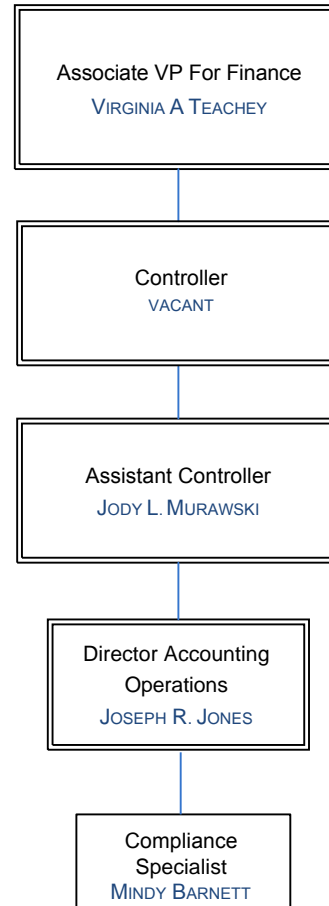 Associate VP For Finance
VIRGINIA A TEACHEY
Controller
VACANT
Assistant Controller
JODY L. MURAWSKI
Director Accounting
Operations
JOSEPH R. JONES
Compliance
Specialist
MINDY BARNETT